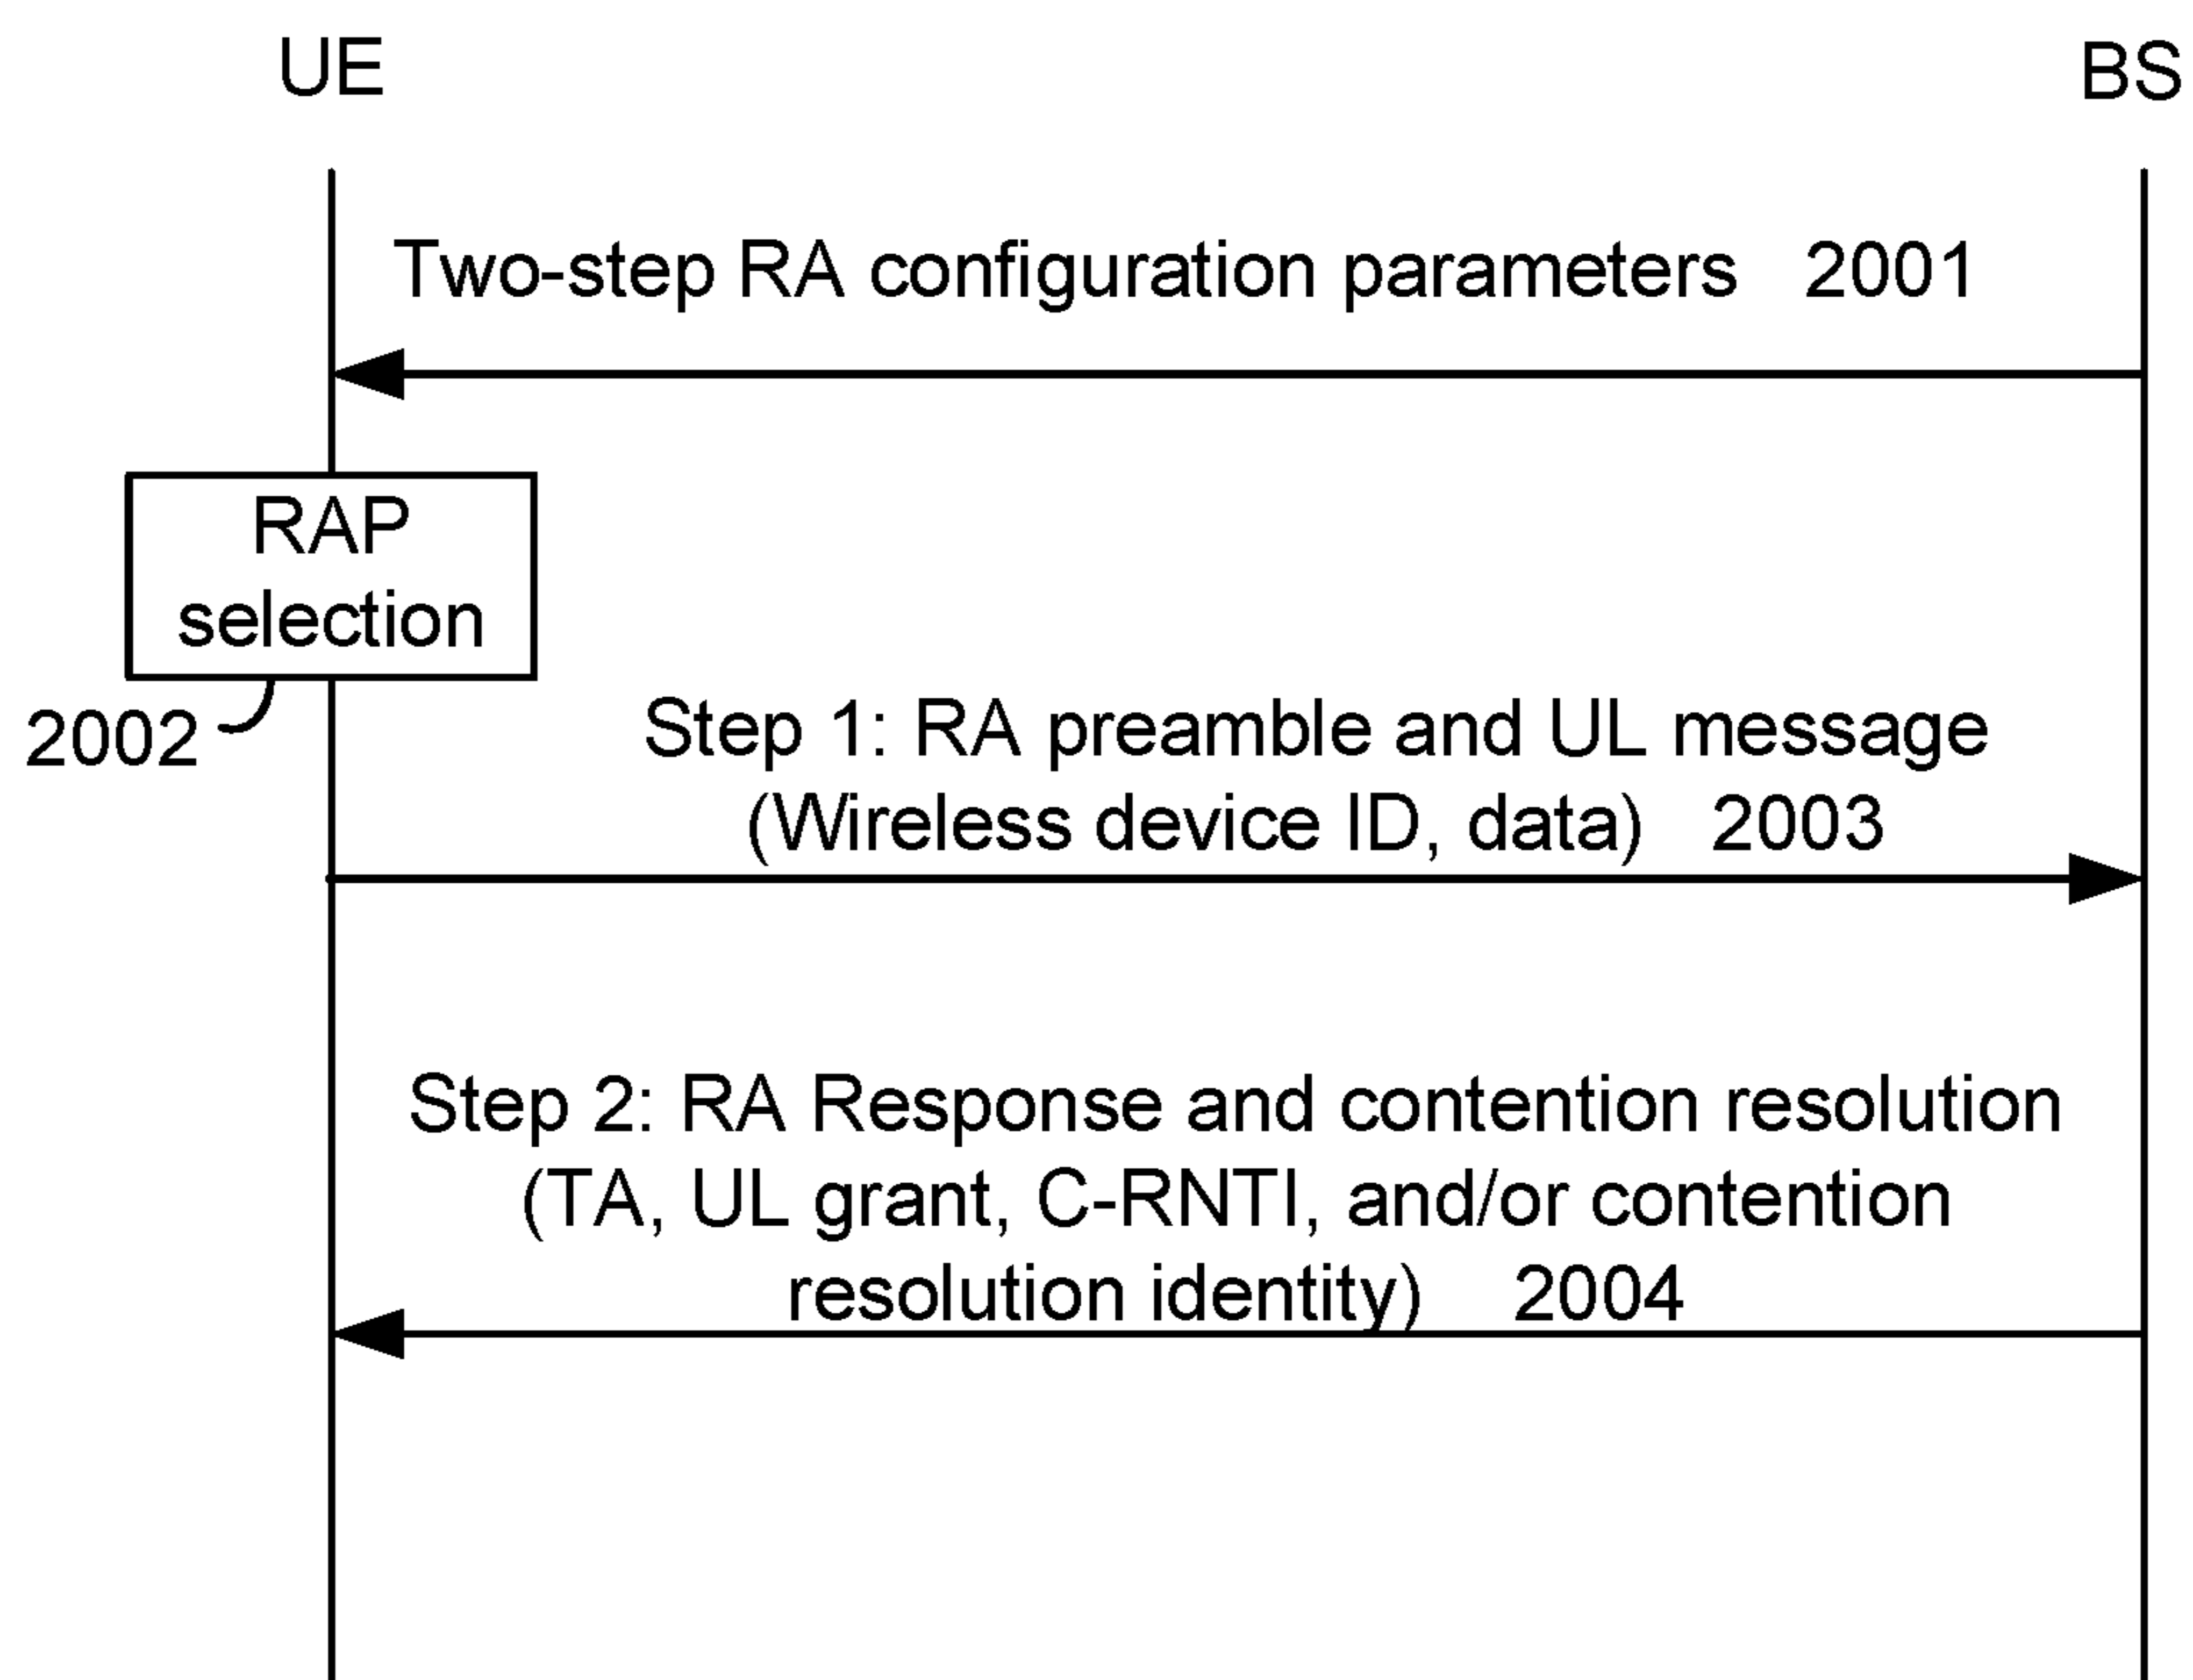 UE
BS
Two-step RA configuration parameters 2001
RAP
selection
2002
Step 1: RA preamble and UL message
(Wireless device ID, data) 2003
Step 2: RA Response and contention resolution
(TA, UL grant, C-RNTI, and/or contention
resolution identity) 2004